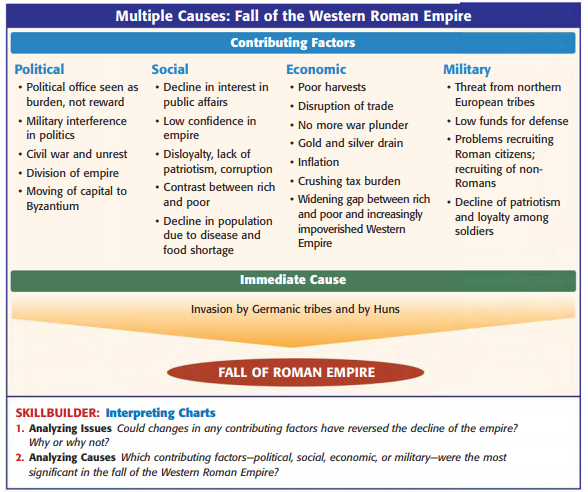 Multiple Causes: Fall of the Western Roman Empire
Contributing Factors
Political
• Political office seen as
burden, not reward
• Military interference
in politics
• Civil war and unrest
• Division of empire
• Moving of capital to
Byzantium
Social
• Decline in interest in
public affairs
• Low confidence in
empire
• Disloyalty, lack of
patriotism, corruption
• Contrast between rich
and poor
• Decline in population
due to disease and
food shortage
Economic
• Poor harvests
• Disruption of trade
• No more war plunder
• Gold and silver drain
• Inflation
• Crushing tax burden
• Widening gap between rich
and poor and increasingly
impoverished Western
Empire
Military
• Threat from northern
European tribes
• Low funds for defense
• Problems recruiting
Roman citizens;
recruiting of non-
Romans
• Decline of patriotism
and loyalty among
soldiers
Immediate Cause
Invasion by Germanic tribes and by Huns
FALL OF ROMAN EMPIRE
SKILLBUILDER: Interpreting Charts
1. Analyzing Issues Could changes in any contributing factors have reversed the decline of the empire?
Why or why not?
2. Analyzing Causes Which contributing factors—political, social, economic, or military—were the most
significant in the fall of the Western Roman Empire?